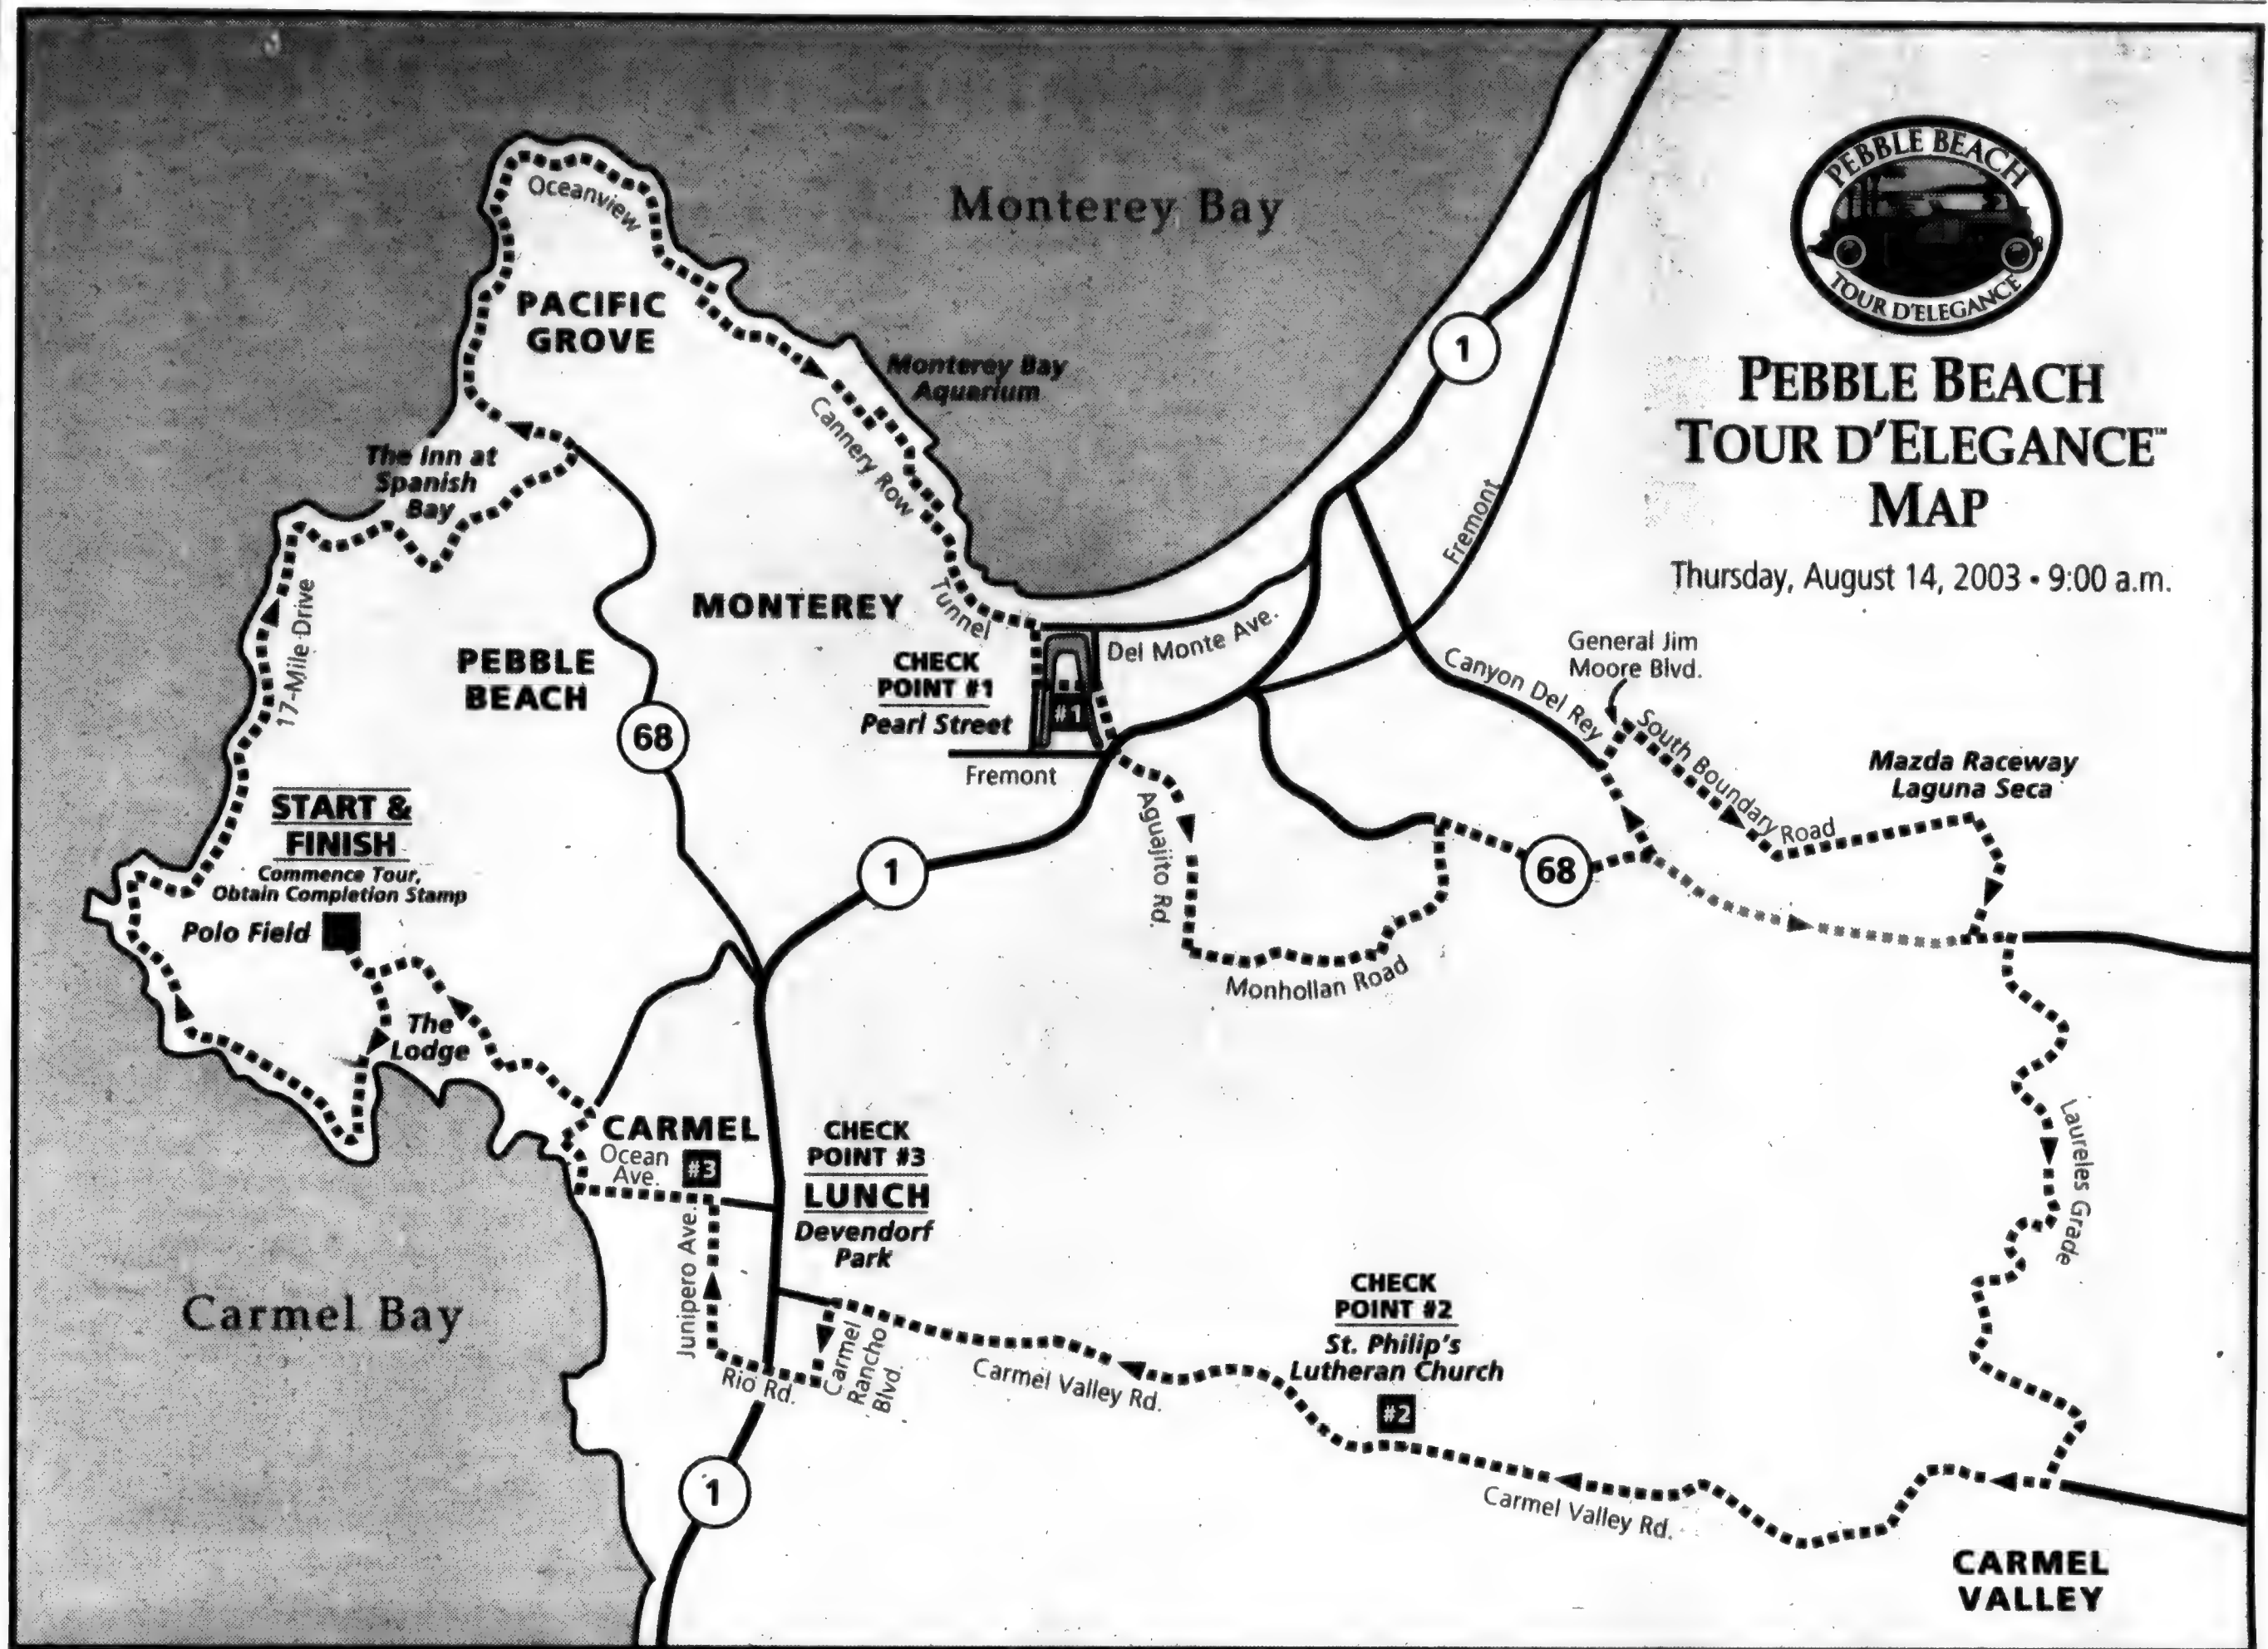 PEBBLE BEACH
TOUR D'ELEGANCE
PEBBLE BEACH
TOUR D'ELEGANCE™
MAP
Thursday, August 14, 2003 • 9:00 a.m.
Monterey Bay
Oceanview
PACIFIC
GROVE
Monterey Bay
Aquarium
Cannery Row
The Inn at
Spanish
Bay
17-Mile Drive
PEBBLE
BEACH
MONTEREY
Tunnel
CHECK
POINT #1
Pearl Street
#1
Del Monte Ave.
Fremont
Fremont
1
68
1
Canyon Del Rey
General Jim
Moore Blvd.
South Boundary Road
Mazda Raceway
Laguna Seca
START &
FINISH
Commence Tour,
Obtain Completion Stamp
Polo Field
The
Lodge
Aguajito Rd.
Monhollan Road
68
Laureles Grade
CARMEL
Ocean
Ave.
#3
CHECK
POINT #3
LUNCH
Devendorf
Park
Junipero Ave.
Rio Rd.
Carmel
Rancho
Blvd.
Carmel Valley Rd.
CHECK
POINT #2
St. Philip's
Lutheran Church
#2
Carmel Valley Rd.
Carmel Bay
1
CARMEL
VALLEY